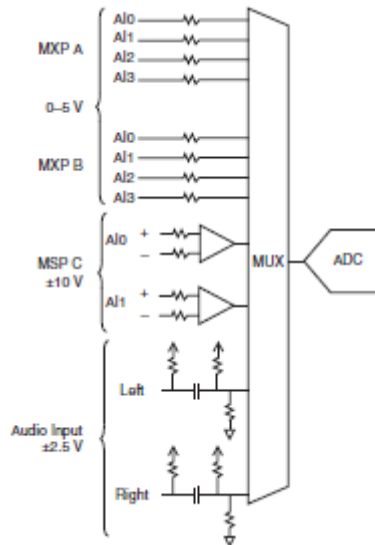 MXP A
AI0
AI1
AI2
AI3
0–5 V
MXP B
AI0
AI1
AI2
AI3
MSP C
±10 V
AI0
+
–
AI1
+
–
MUX
ADC
Audio Input
±2.5 V
Left
Right